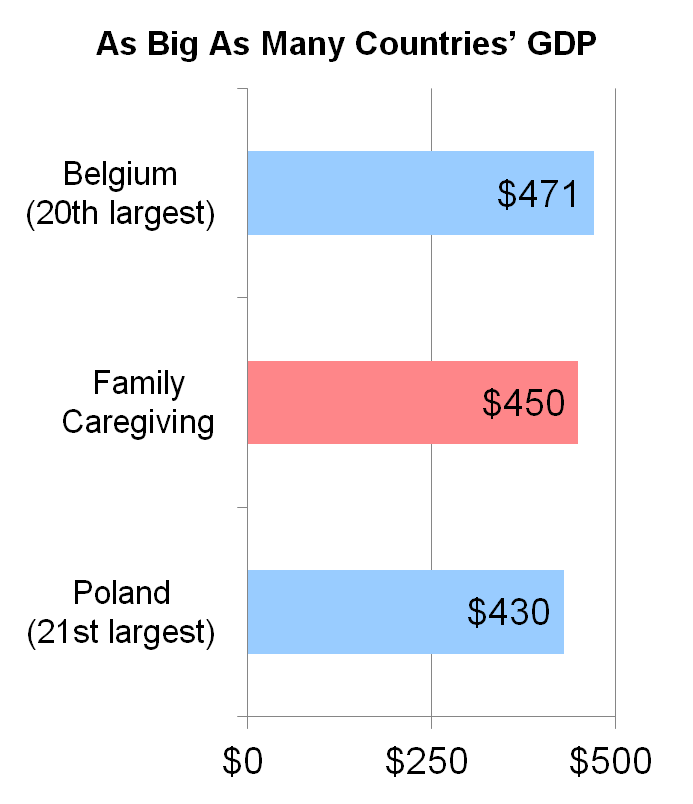 As Big As Many Countries’ GDP
Belgium
(20th largest)
$471
Family
Caregiving
$450
Poland
(21st largest)
$430
$0
$250
$500